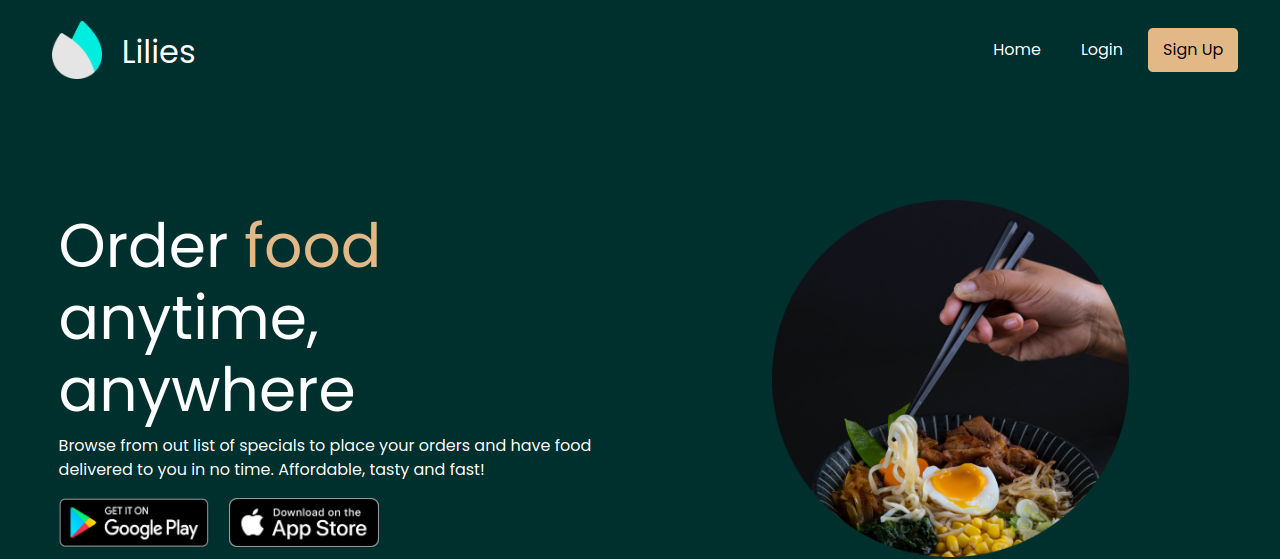 Lilies
Home
Login
Sign Up
Order food
anytime,
anywhere
Browse from out list of specials to place your orders and have food
delivered to you in no time. Affordable, tasty and fast!
GET IT ON
Google Play
Download on the
App Store